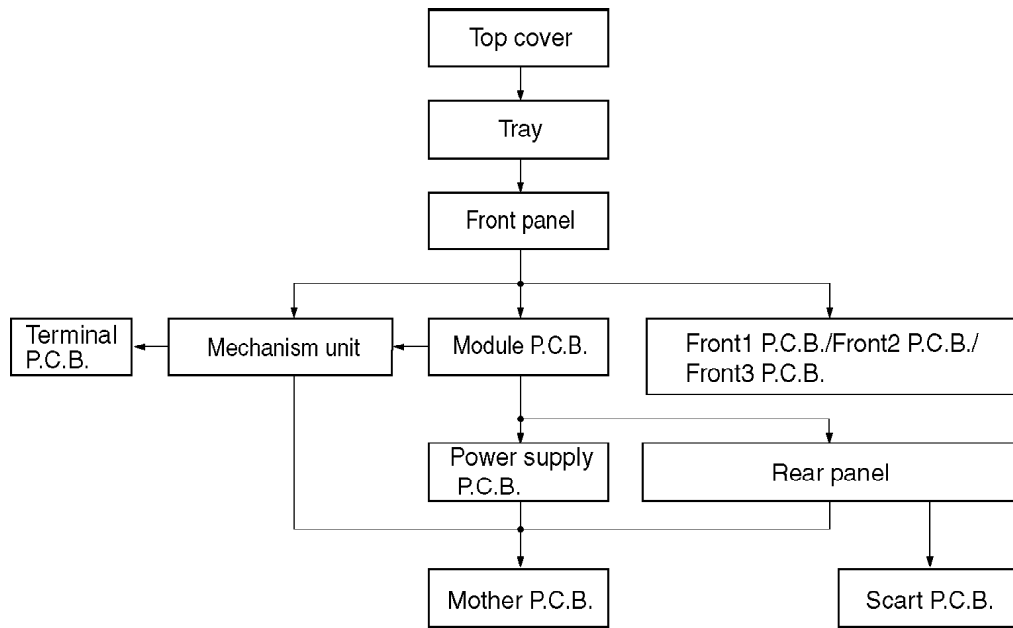 Top cover
Tray
Front panel
Terminal
P.C.B.
Mechanism unit
Module P.C.B.
Front1 P.C.B./Front2 P.C.B./
Front3 P.C.B.
Power supply
P.C.B.
Rear panel
Mother P.C.B.
Scart P.C.B.